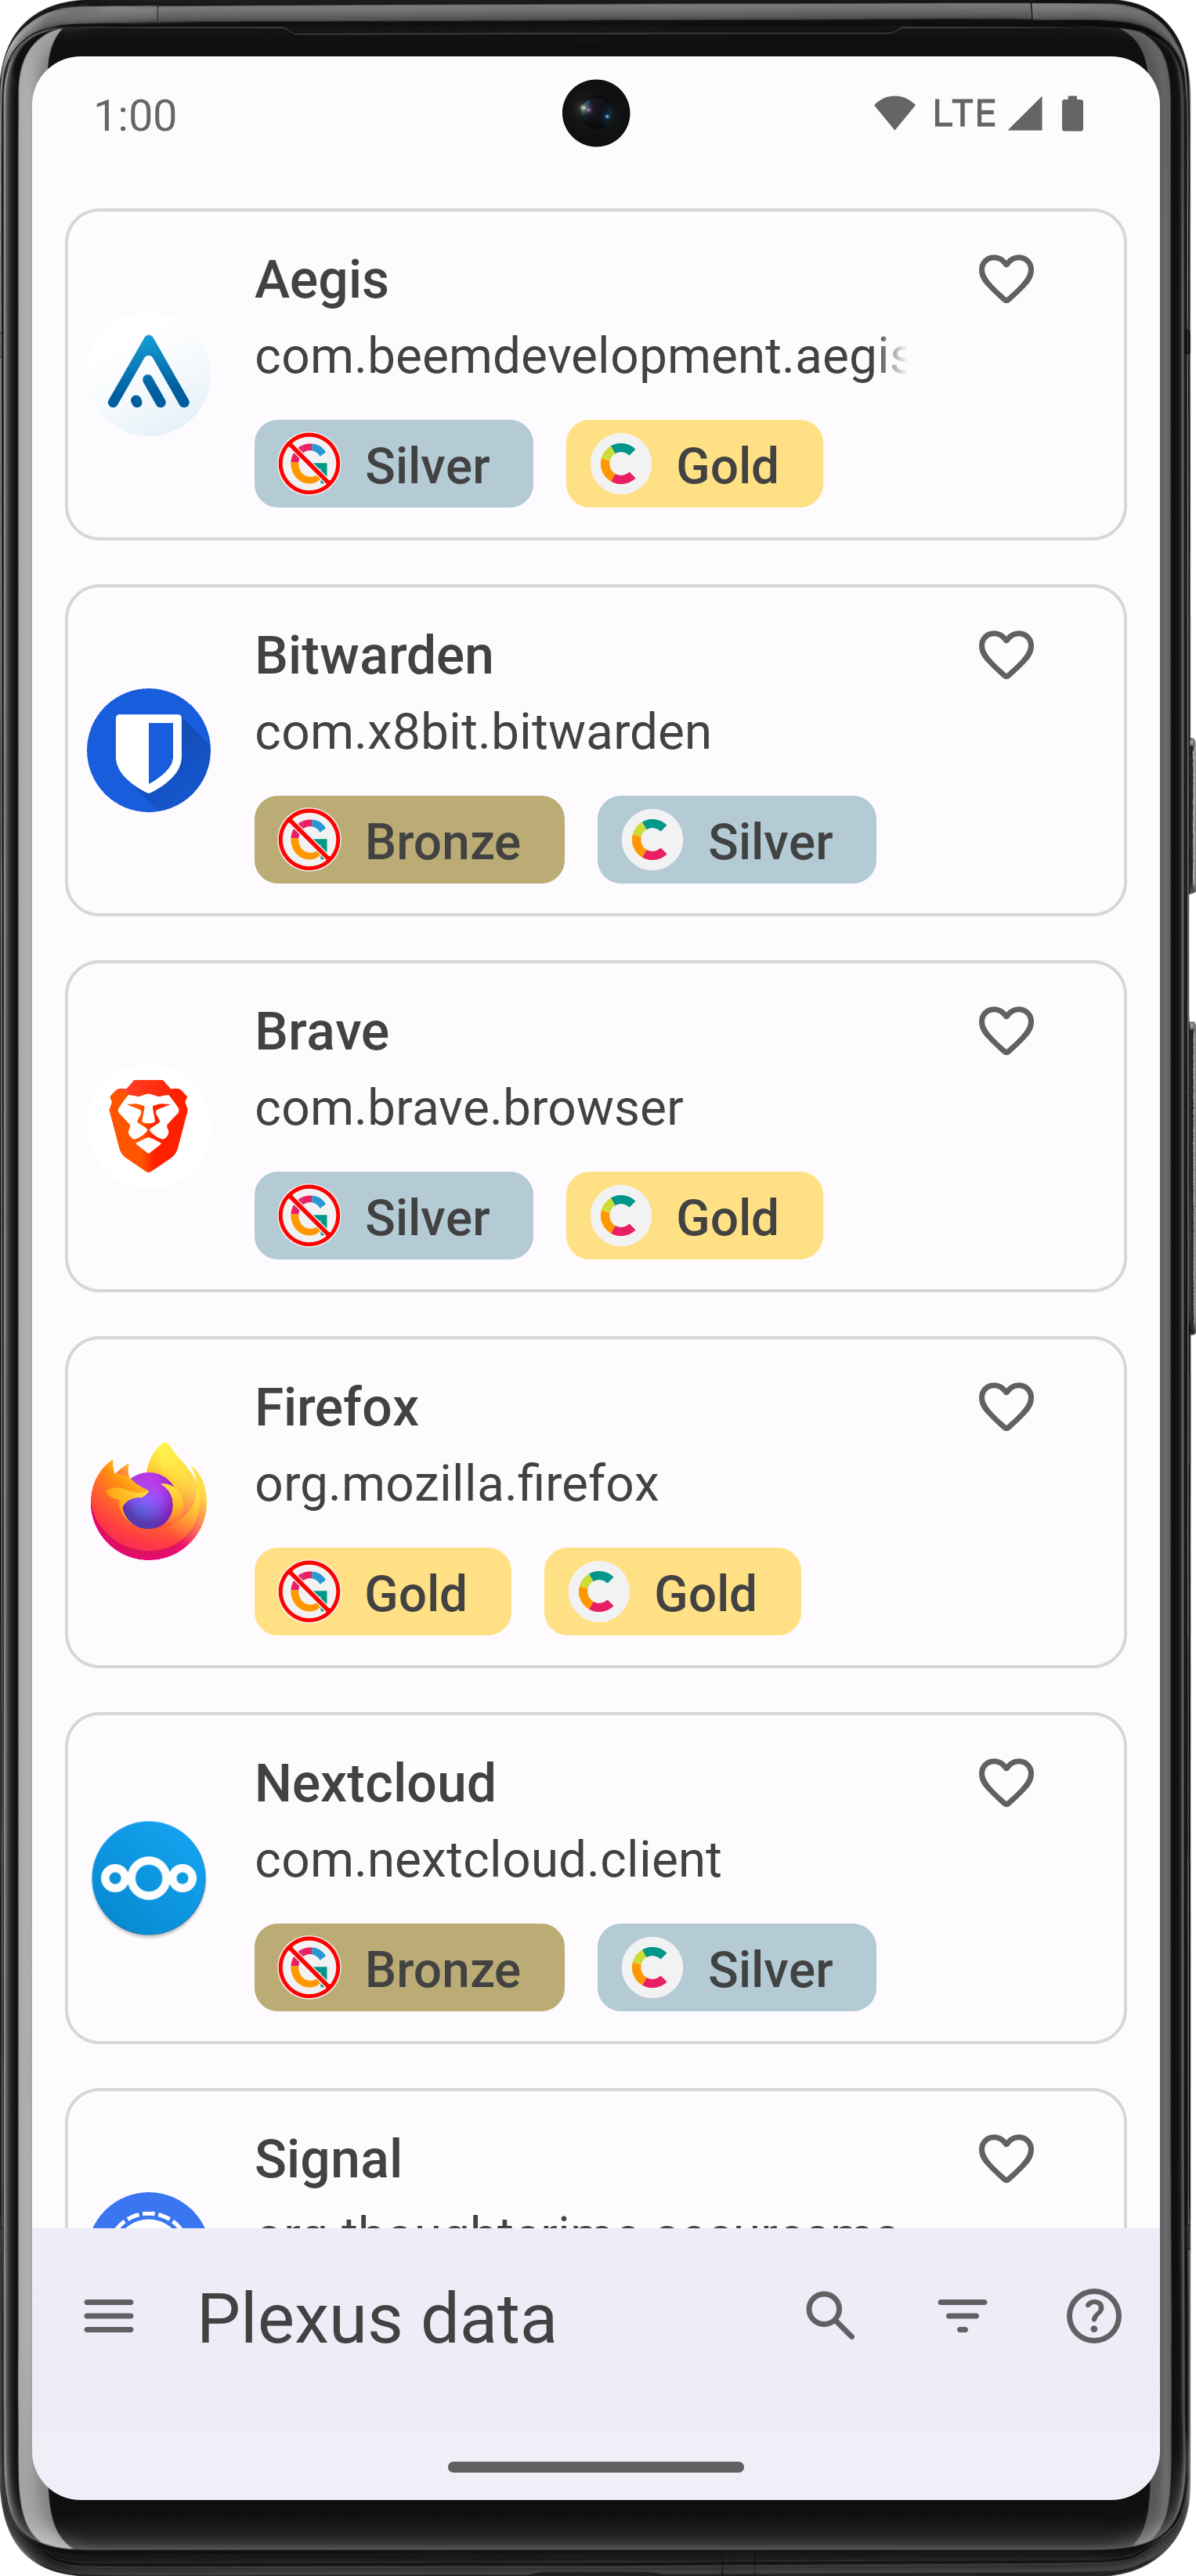 1:00 LTE
Aegis
com.beemdevelopment.aegis
Silver Gold
Bitwarden
com.x8bit.bitwarden
Bronze Silver
Brave
com.brave.browser
Silver Gold
Firefox
org.mozilla.firefox
Gold Gold
Nextcloud
com.nextcloud.client
Bronze Silver
Signal
Plexus data